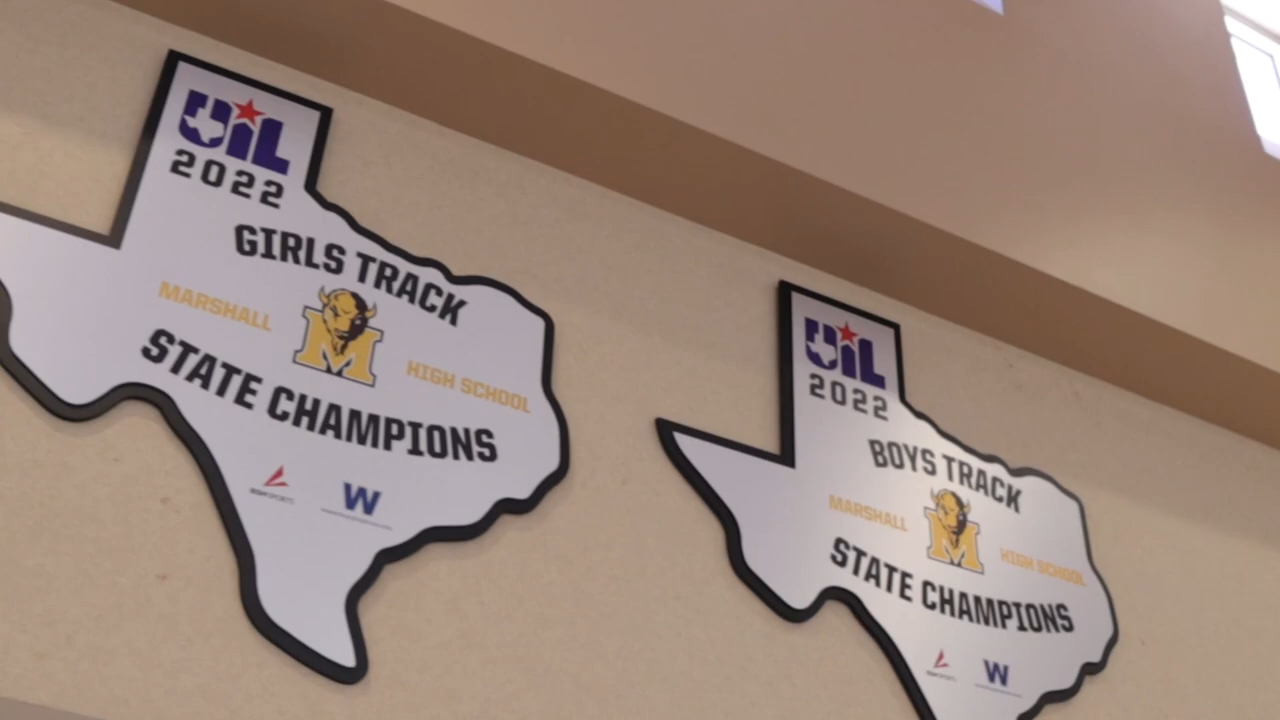 UIL
2022
GIRLS TRACK
MARSHALL
M
HIGH SCHOOL
STATE CHAMPIONS
W
UIL
2022
BOYS TRACK
MARSHALL
M
HIGH SCHOOL
STATE CHAMPIONS
W